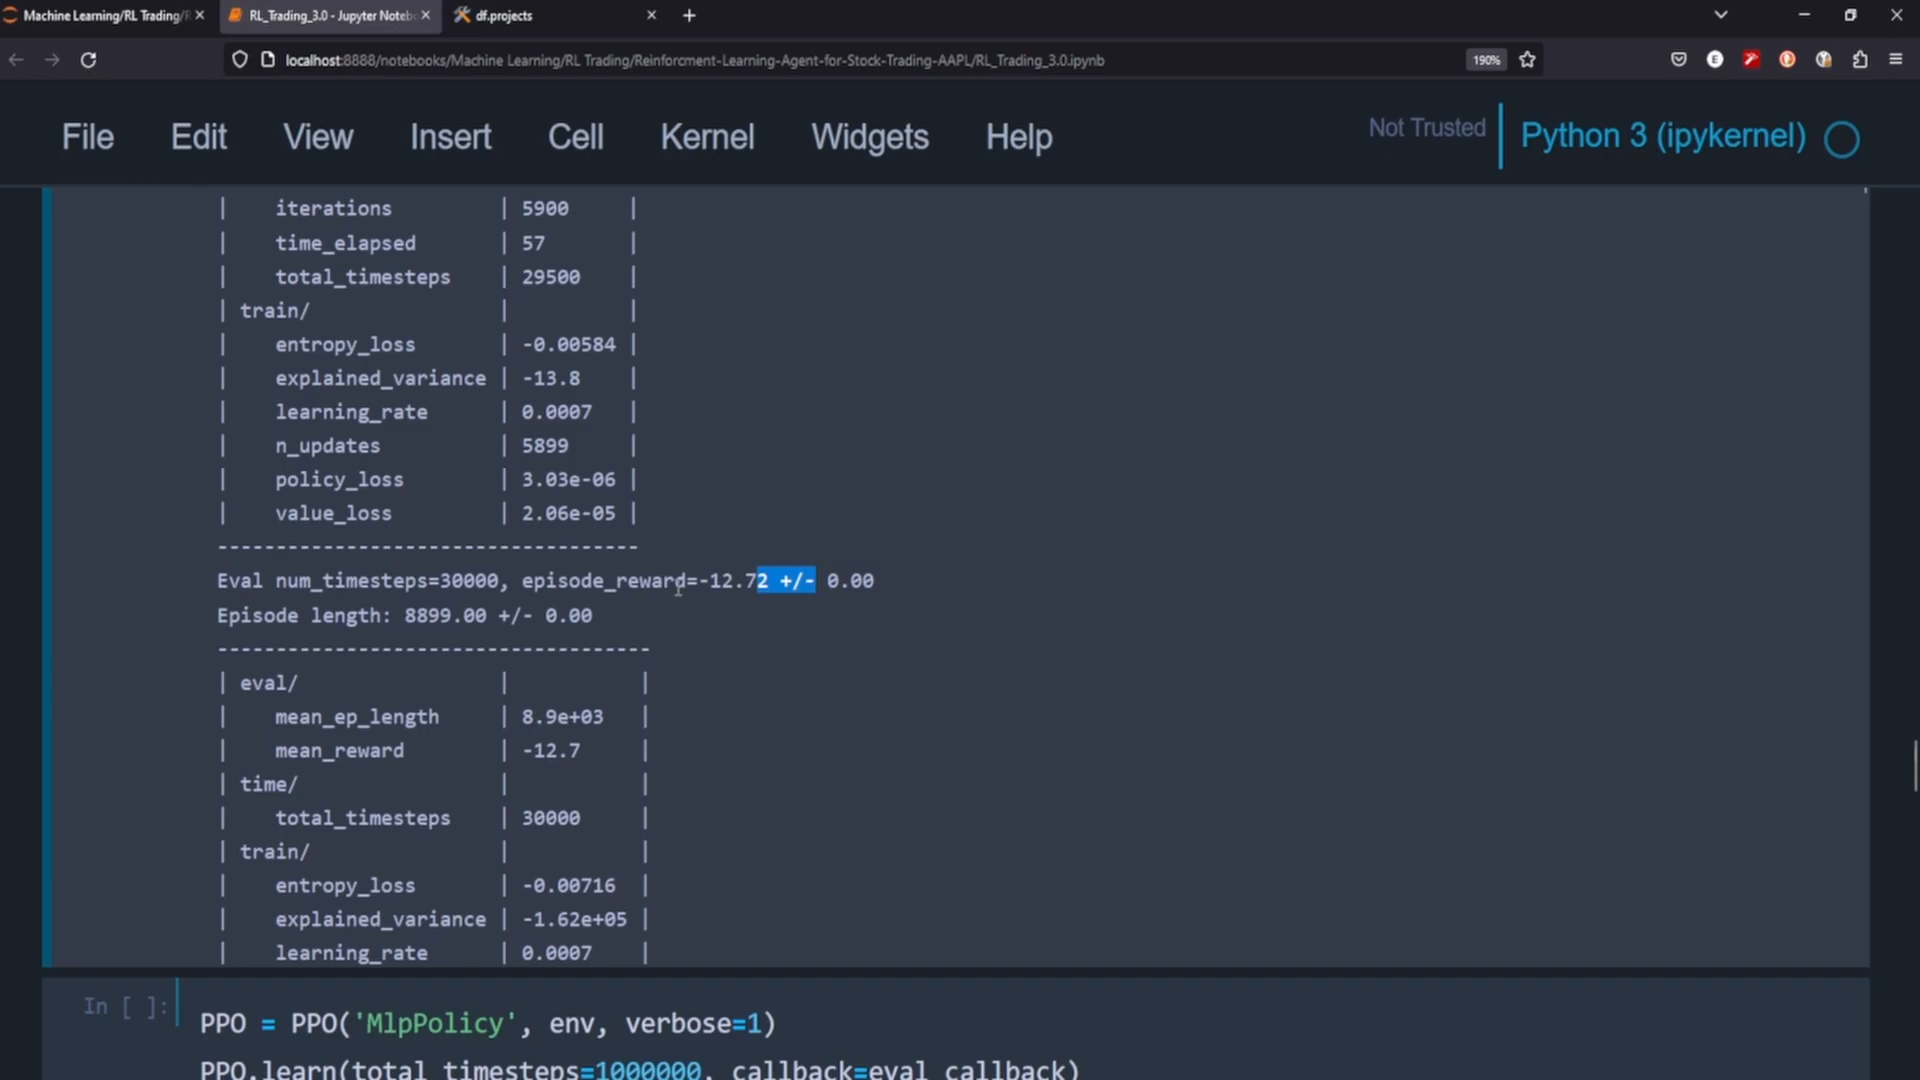 Machine Learning/RL Trading/R
RL_Trading_3.0 - Jupyter Notebo
df.projects
localhost:8888/notebooks/Machine Learning/RL Trading/Reinforcment-Learning-Agent-for-Stock-Trading-AAPL/RL_Trading_3.0.ipynb
190%
File Edit View Insert Cell Kernel Widgets Help
Not Trusted
Python 3 (ipykernel)
| iterations | 5900 |
| time_elapsed | 57 |
| total_timesteps | 29500 |
| train/ | |
| entropy_loss | -0.00584 |
| explained_variance | -13.8 |
| learning_rate | 0.0007 |
| n_updates | 5899 |
| policy_loss | 3.03e-06 |
| value_loss | 2.06e-05 |
------------------------------------
Eval num_timesteps=30000, episode_reward=-12.72 +/- 0.00
Episode length: 8899.00 +/- 0.00
-------------------------------------
| eval/ | |
| mean_ep_length | 8.9e+03 |
| mean_reward | -12.7 |
| time/ | |
| total_timesteps | 30000 |
| train/ | |
| entropy_loss | -0.00716 |
| explained_variance | -1.62e+05 |
| learning_rate | 0.0007 |
In [ ]:
PPO = PPO('MlpPolicy', env, verbose=1)
PPO.learn(total_timesteps=1000000, callback=eval_callback)